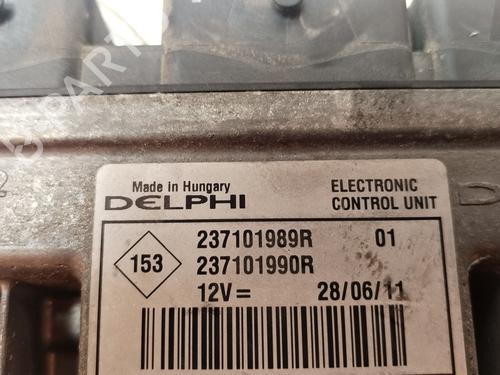 Made in Hungary
DELPHI
ELECTRONIC
CONTROL UNIT
153
237101989R 01
237101990R
12V= 28/06/11